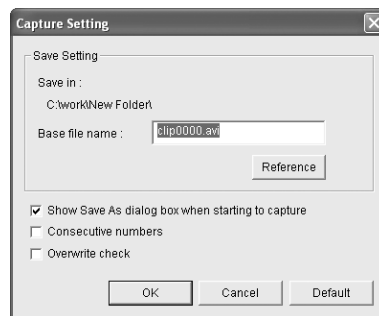 Capture Setting
Save Setting
Save in :
C:\work\New Folder\
Base file name :
clip0000.avi
Reference
Show Save As dialog box when starting to capture
Consecutive numbers
Overwrite check
OK
Cancel
Default